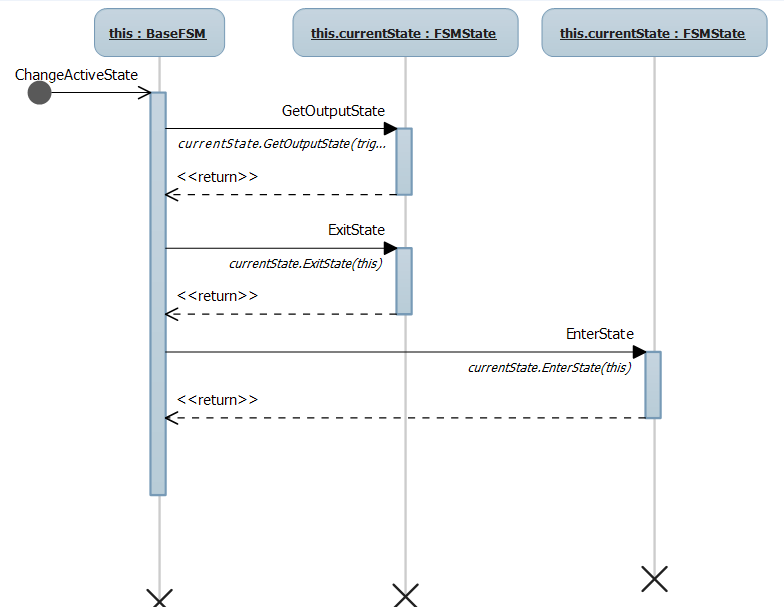 this : BaseFSM
this.currentState : FSMState
this.currentState : FSMState
ChangeActiveState
GetOutputState
currentState.GetOutputState(trig...
<<return>>
ExitState
currentState.ExitState(this)
<<return>>
EnterState
currentState.EnterState(this)
<<return>>